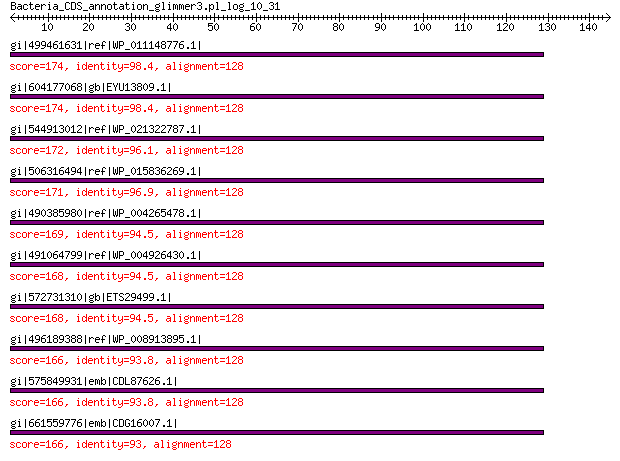 Bacteria_CDS_annotation_glimmer3.pl_log_10_31
10 20 30 40 50 60 70 80 90 100 110 120 130 140
gi|499461631|ref|WP_011148776.1|
score=174, identity=98.4, alignment=128
gi|604177068|gb|EYU13809.1|
score=174, identity=98.4, alignment=128
gi|544913012|ref|WP_021322787.1|
score=172, identity=96.1, alignment=128
gi|506316494|ref|WP_015836269.1|
score=171, identity=96.9, alignment=128
gi|490385980|ref|WP_004265478.1|
score=169, identity=94.5, alignment=128
gi|491064799|ref|WP_004926430.1|
score=168, identity=94.5, alignment=128
gi|572731310|gb|ETS29499.1|
score=168, identity=94.5, alignment=128
gi|496189388|ref|WP_008913895.1|
score=166, identity=93.8, alignment=128
gi|575849931|emb|CDL87626.1|
score=166, identity=93.8, alignment=128
gi|661559776|emb|CDG16007.1|
score=166, identity=93, alignment=128